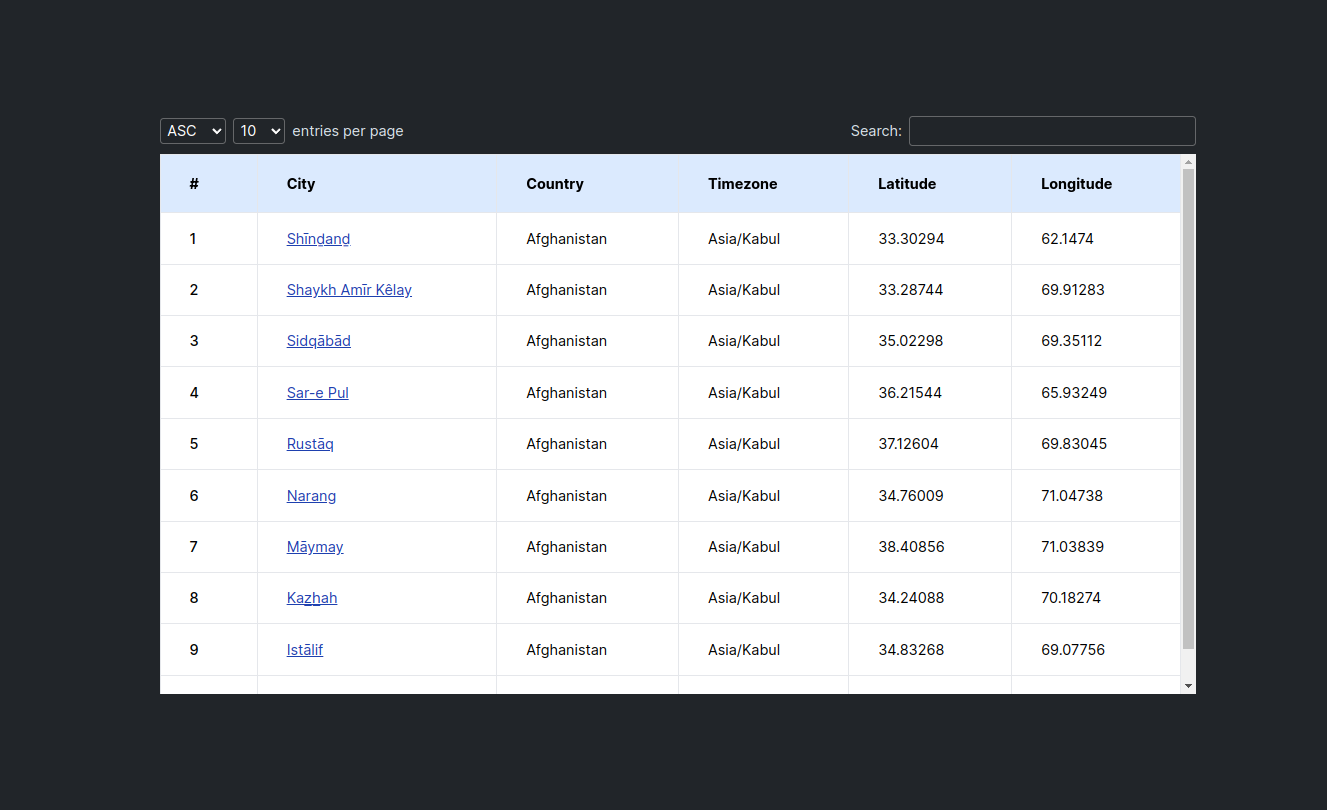 ASC 10 entries per page Search:
# City Country Timezone Latitude Longitude
1 Shīnḏanḏ Afghanistan Asia/Kabul 33.30294 62.1474
2 Shaykh Amīr Kêlay Afghanistan Asia/Kabul 33.28744 69.91283
3 Sidqābād Afghanistan Asia/Kabul 35.02298 69.35112
4 Sar-e Pul Afghanistan Asia/Kabul 36.21544 65.93249
5 Rustāq Afghanistan Asia/Kabul 37.12604 69.83045
6 Narang Afghanistan Asia/Kabul 34.76009 71.04738
7 Māymay Afghanistan Asia/Kabul 38.40856 71.03839
8 Kaz̲h̲ah Afghanistan Asia/Kabul 34.24088 70.18274
9 Istālif Afghanistan Asia/Kabul 34.83268 69.07756